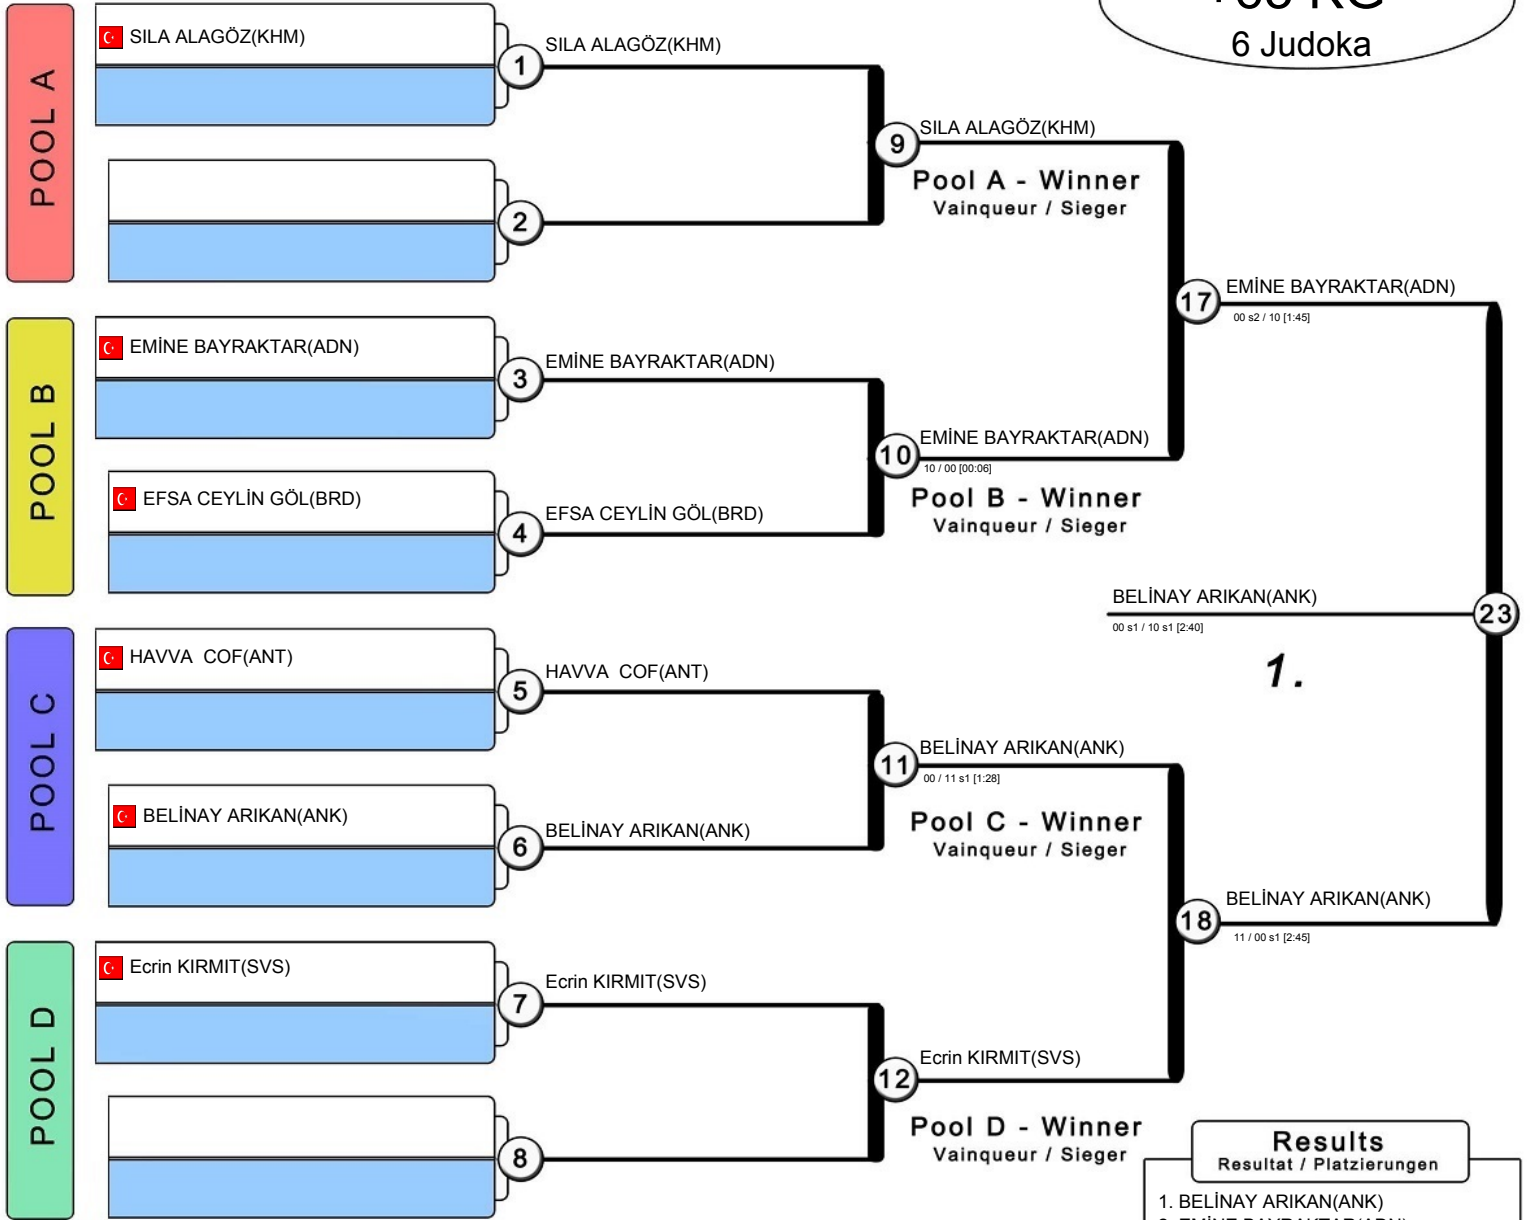 6 Judoka
POOL A
SILA ALAGÖZ(KHM)
1
SILA ALAGÖZ(KHM)
2
9
SILA ALAGÖZ(KHM)
Pool A - Winner
Vainqueur / Sieger
POOL B
EMİNE BAYRAKTAR(ADN)
3
EMİNE BAYRAKTAR(ADN)
EFSA CEYLİN GÖL(BRD)
4
EFSA CEYLİN GÖL(BRD)
10
EMİNE BAYRAKTAR(ADN)
10 / 00 [00:06]
Pool B - Winner
Vainqueur / Sieger
17
EMİNE BAYRAKTAR(ADN)
00 s2 / 10 [1:45]
BELİNAY ARIKAN(ANK)
00 s1 / 10 s1 [2:40]
23
1.
POOL C
HAVVA  COF(ANT)
5
HAVVA  COF(ANT)
BELİNAY ARIKAN(ANK)
6
BELİNAY ARIKAN(ANK)
11
BELİNAY ARIKAN(ANK)
00 / 11 s1 [1:28]
Pool C - Winner
Vainqueur / Sieger
18
BELİNAY ARIKAN(ANK)
11 / 00 s1 [2:45]
POOL D
Ecrin KIRMIT(SVS)
7
Ecrin KIRMIT(SVS)
8
12
Ecrin KIRMIT(SVS)
Pool D - Winner
Vainqueur / Sieger
Results
Resultat / Platzierungen
1. BELİNAY ARIKAN(ANK)